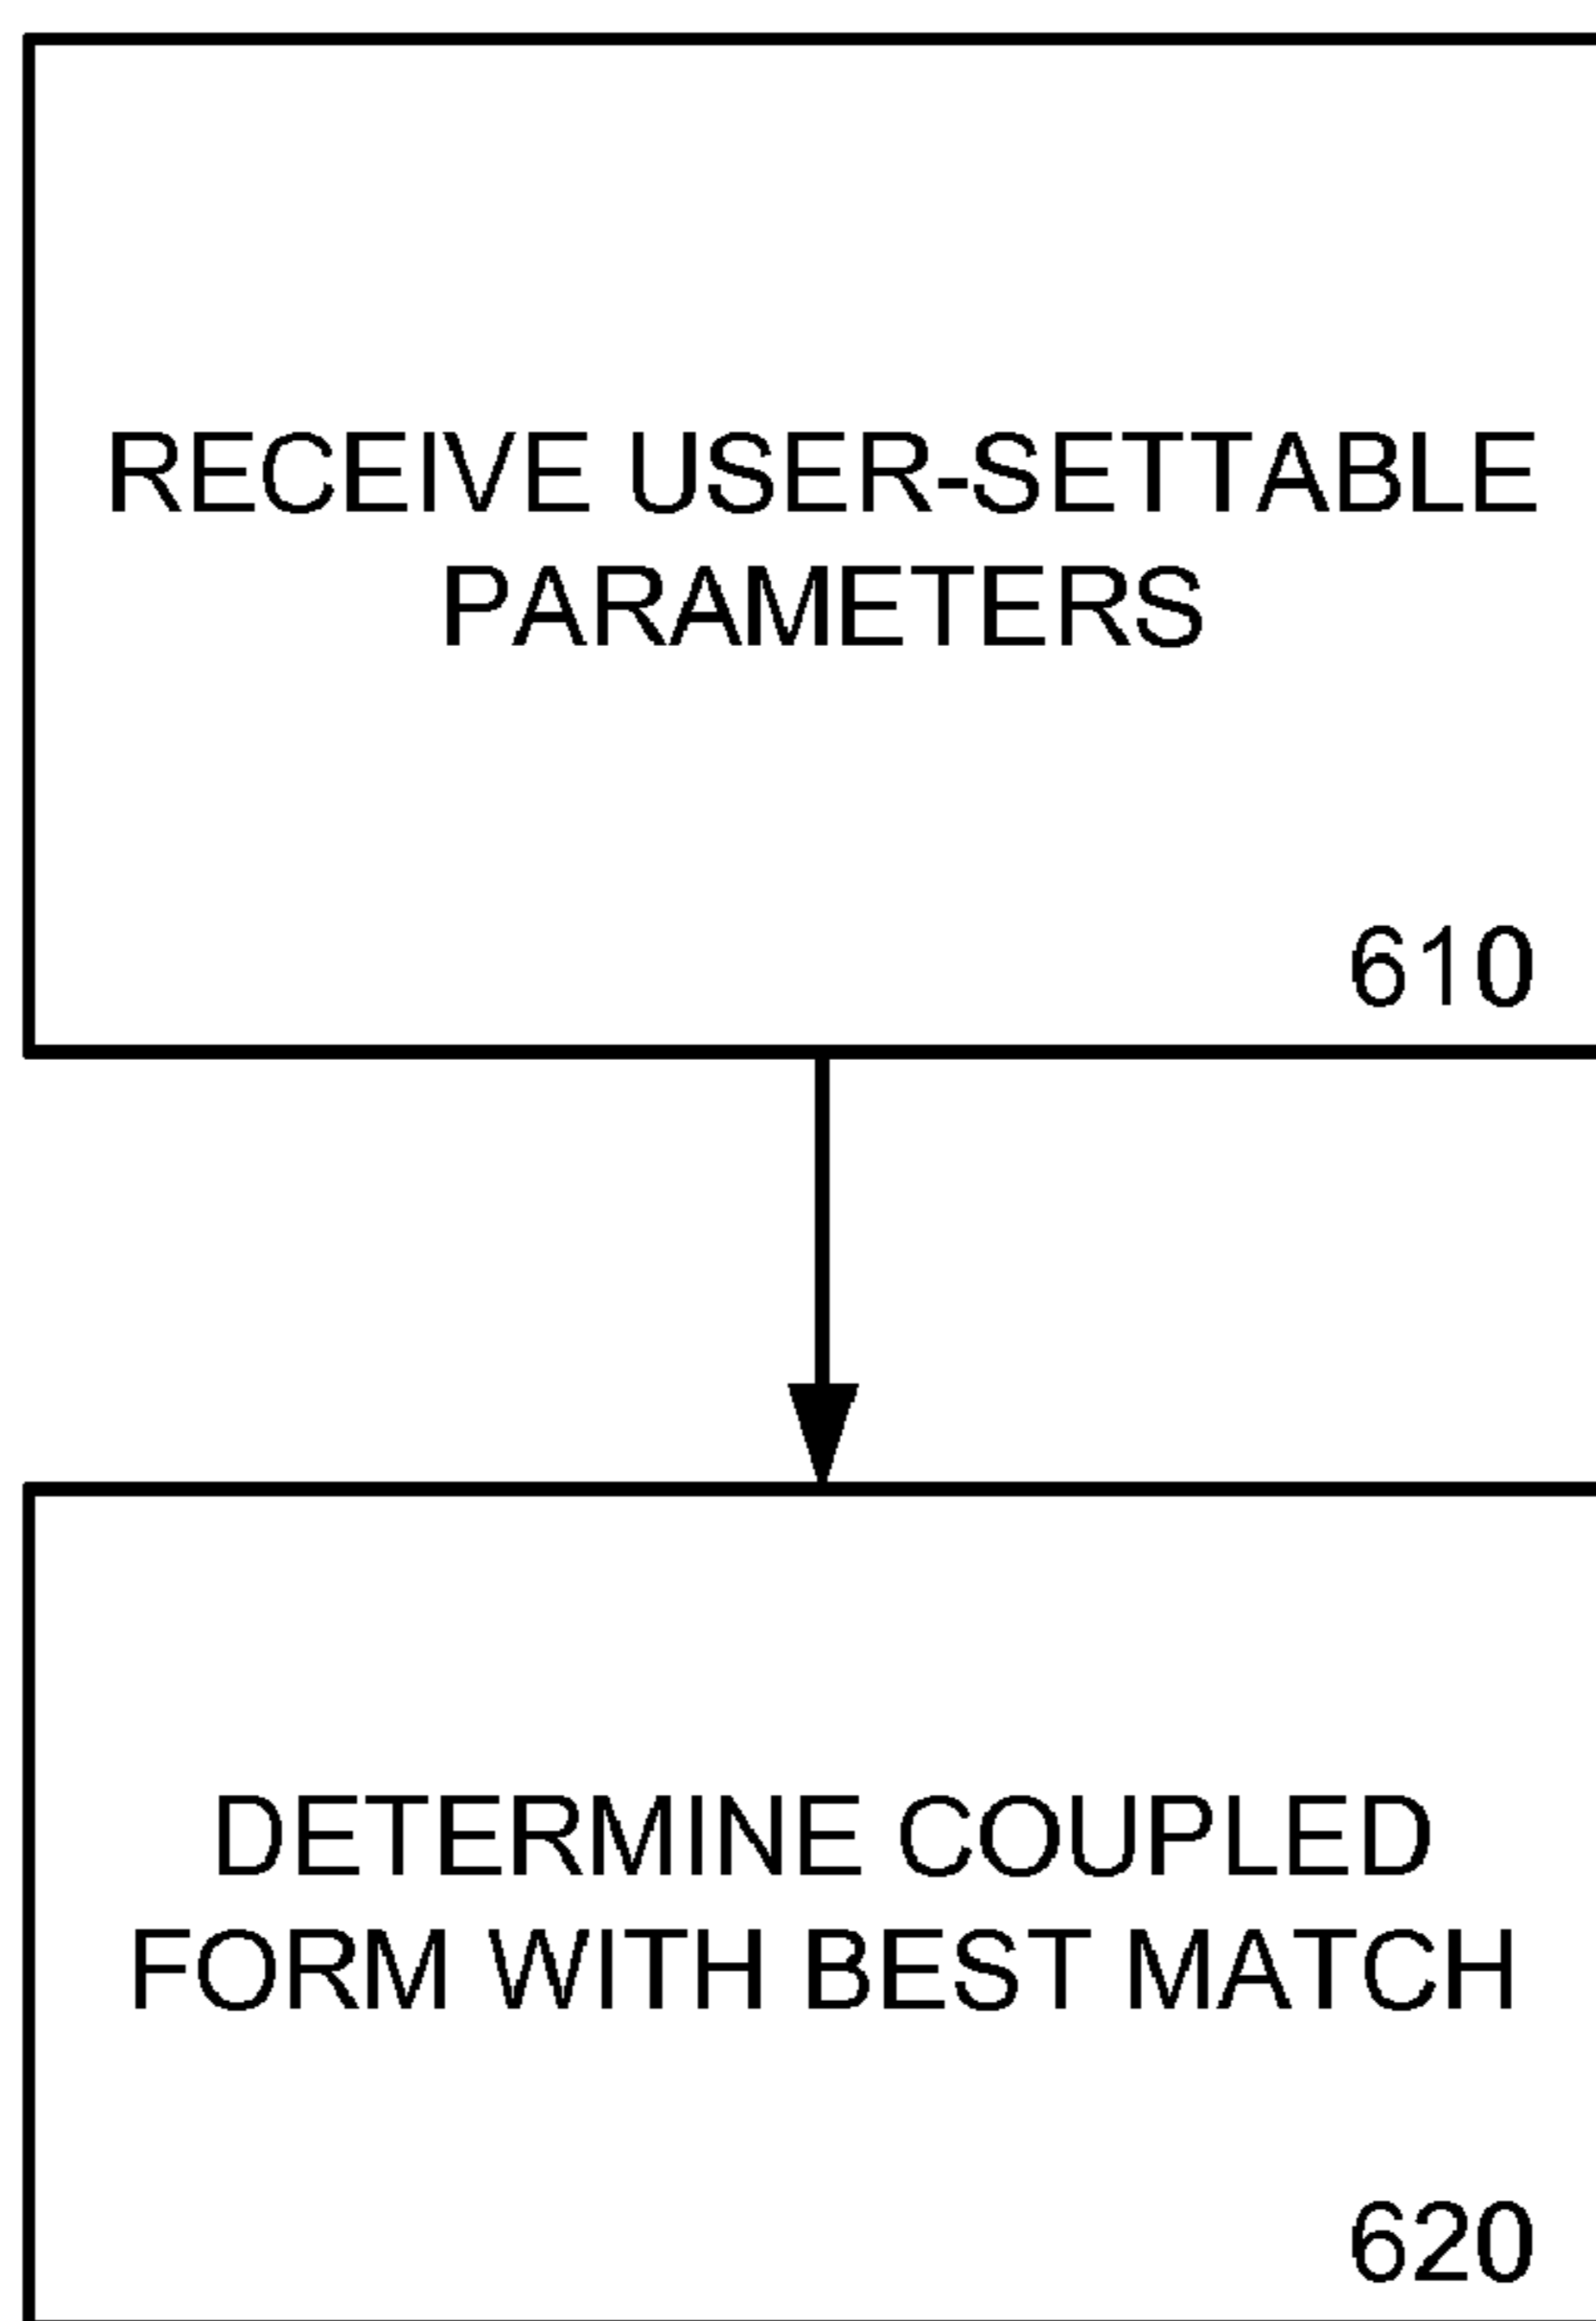 RECEIVE USER-SETTABLE
PARAMETERS
610
DETERMINE COUPLED
FORM WITH BEST MATCH
620